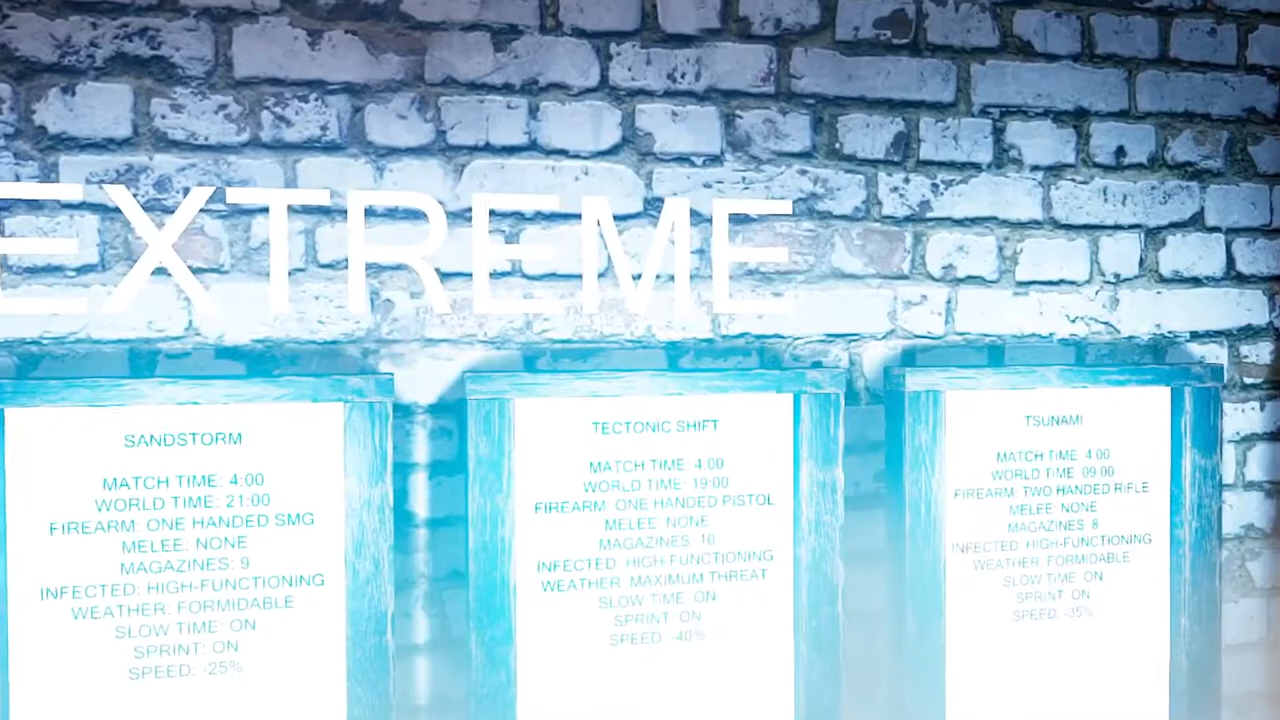 EXTREME
SANDSTORM
MATCH TIME: 4:00
WORLD TIME: 21:00
FIREARM: ONE HANDED SMG
MELEE: NONE
MAGAZINES: 9
INFECTED: HIGH-FUNCTIONING
WEATHER: FORMIDABLE
SLOW TIME: ON
SPRINT: ON
SPEED: -25%
TECTONIC SHIFT
MATCH TIME: 4:00
WORLD TIME: 19:00
FIREARM: ONE HANDED PISTOL
MELEE: NONE
MAGAZINES: 10
INFECTED: HIGH-FUNCTIONING
WEATHER: MAXIMUM THREAT
SLOW TIME: ON
SPRINT: ON
SPEED: -40%
TSUNAMI
MATCH TIME: 4:00
WORLD TIME: 09:00
FIREARM: TWO HANDED RIFLE
MELEE: NONE
MAGAZINES: 8
INFECTED: HIGH-FUNCTIONING
WEATHER: FORMIDABLE
SLOW TIME: ON
SPRINT: ON
SPEED: -35%